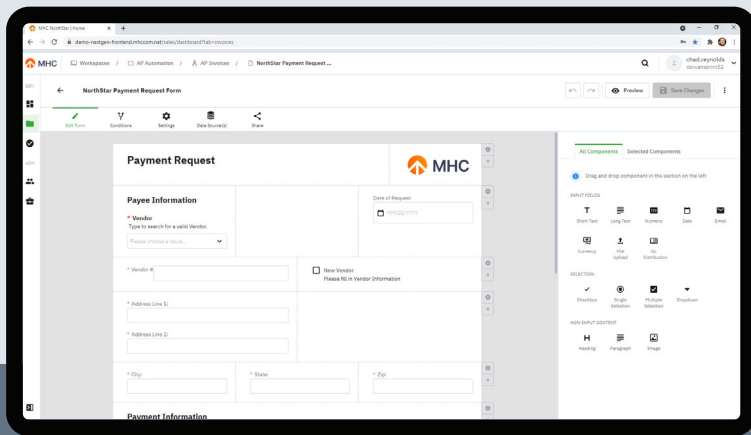 MHC NorthStar | Home
demo-nextgen-frontend.mhccom.net/sales/dashboard?tab=invoices
MHC
Workspaces / AP Automation / AP Invoices / NorthStar Payment Request ...
chad.reynolds
NorthStar Payment Request Form
Preview
Save Changes
Edit Form
Conditions
Settings
Data Source(s)
Share
Payment Request
MHC
Payee Information
Date of Request
* Vendor
Type to search for a valid Vendor.
Please choose a value...
* Vendor #
New Vendor
Please fill in Vendor Information
* Address Line 1:
* Address Line 2:
* City:
* State:
* Zip:
Payment Information
All Components
Selected Components
Drag and drop component in the section on the left
INPUT FIELDS
Short Text
Long Text
Numeric
Date
Email
Currency
File Upload
GL Distribution
SELECTION
Checkbox
Single Selection
Multiple Selection
Dropdown
NON-INPUT CONTENT
Heading
Paragraph
Image